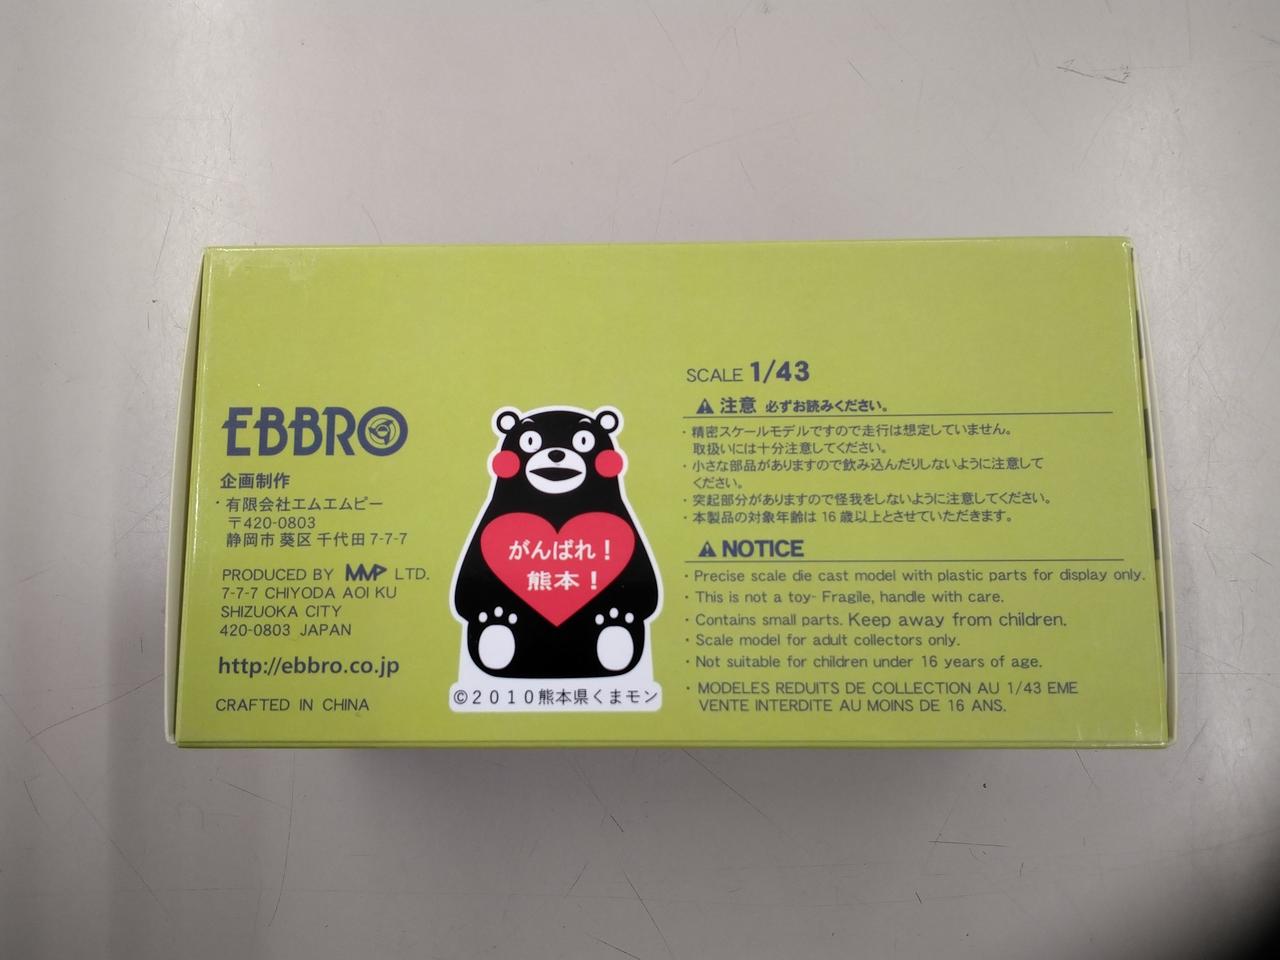 EBBRO
企画制作
・有限会社エムエムピー
〒420-0803
静岡市 葵区 千代田 7-7-7
PRODUCED BY MMP LTD.
7-7-7 CHIYODA AOI KU
SHIZUOKA CITY
420-0803 JAPAN
http://ebbro.co.jp
CRAFTED IN CHINA
がんばれ！
熊本！
©2010熊本県くまモン
SCALE 1/43
注意 必ずお読みください。
・精密スケールモデルですので走行は想定していません。
取扱いには十分注意してください。
・小さな部品がありますので飲み込んだりしないように注意して
ください。
・突起部分がありますので怪我をしないように注意してください。
・本製品の対象年齢は 16 歳以上とさせていただきます。
NOTICE
・Precise scale die cast model with plastic parts for display only.
・This is not a toy- Fragile, handle with care.
・Contains small parts. Keep away from children.
・Scale model for adult collectors only.
・Not suitable for children under 16 years of age.
・MODELES REDUITS DE COLLECTION AU 1/43 EME
VENTE INTERDITE AU MOINS DE 16 ANS.